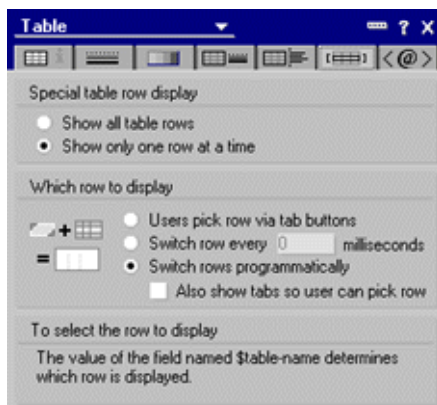 Table
? X
<@>
Special table row display
Show all table rows
Show only one row at a time
Which row to display
Users pick row via tab buttons
Switch row every 0 milliseconds
Switch rows programmatically
Also show tabs so user can pick row
To select the row to display
The value of the field named $table-name determines
which row is displayed.